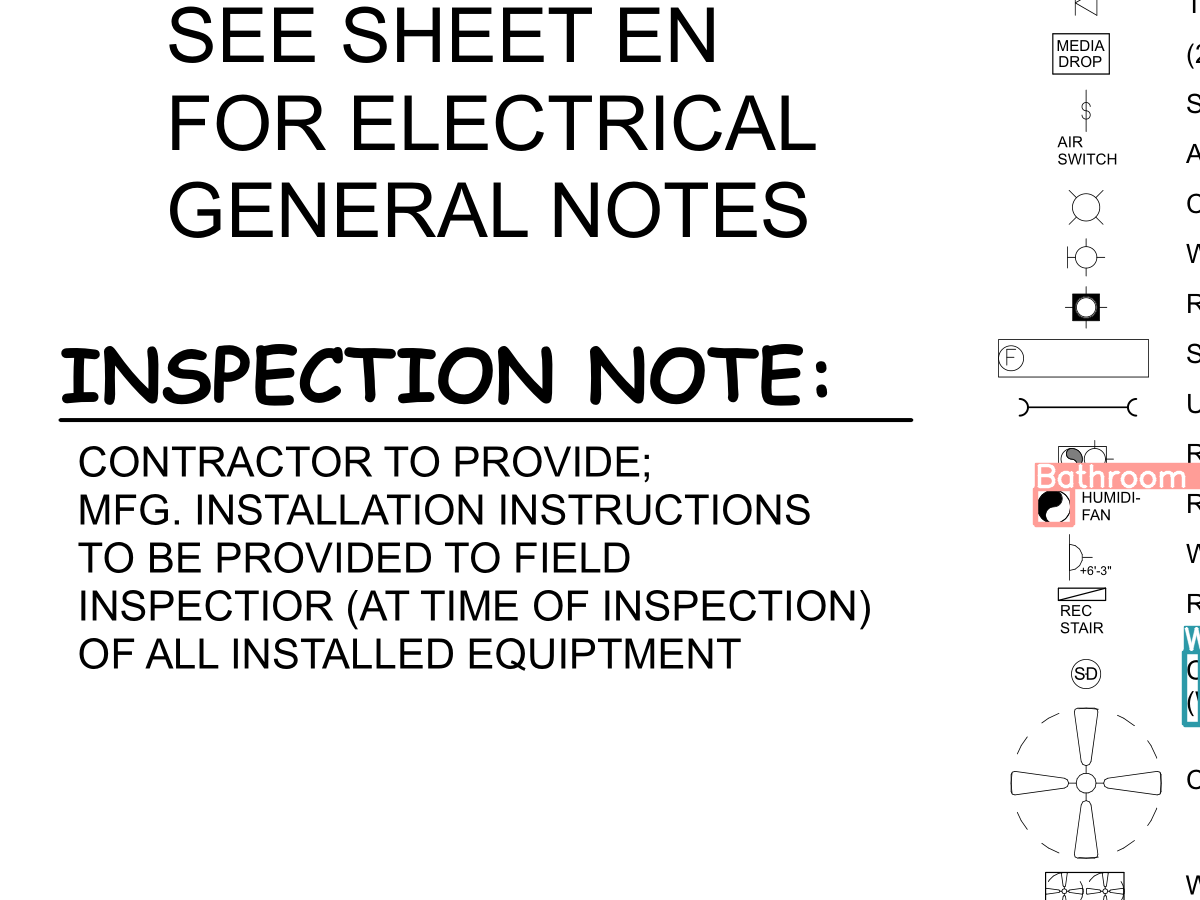 SEE SHEET EN
FOR ELECTRICAL
GENERAL NOTES
INSPECTION NOTE:
CONTRACTOR TO PROVIDE;
MFG. INSTALLATION INSTRUCTIONS
TO BE PROVIDED TO FIELD
INSPECTIOR (AT TIME OF INSPECTION)
OF ALL INSTALLED EQUIPTMENT
MEDIA
DROP
$
AIR
SWITCH
F
Bathroom
HUMIDI-
FAN
+6'-3"
REC
STAIR
SD